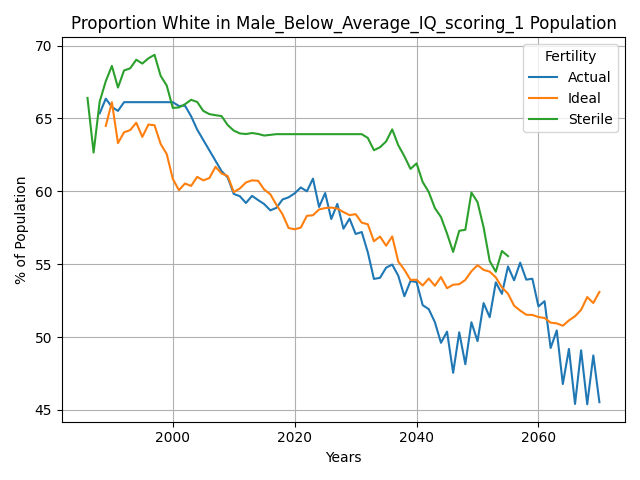 Proportion White in Male_Below_Average_IQ_scoring_1 Population
% of Population
70
65
60
55
50
45
Fertility
Actual
Ideal
Sterile
2000
2020
2040
2060
Years